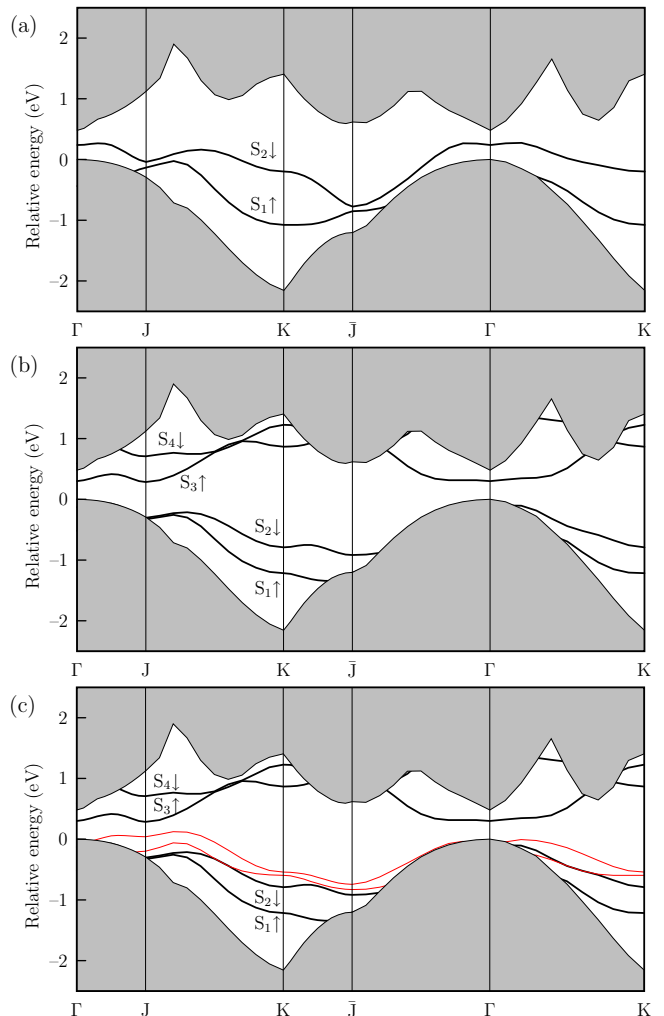 (a)
2
1
0
−1
−2
Relative energy (eV)
S₂↓
S₁↑
Γ J K J̄ Γ K
(b)
2
1
0
−1
−2
Relative energy (eV)
S₄↓
S₃↑
S₂↓
S₁↑
Γ J K J̄ Γ K
(c)
2
1
0
−1
−2
Relative energy (eV)
S₄↓
S₃↑
S₂↓
S₁↑
Γ J K J̄ Γ K